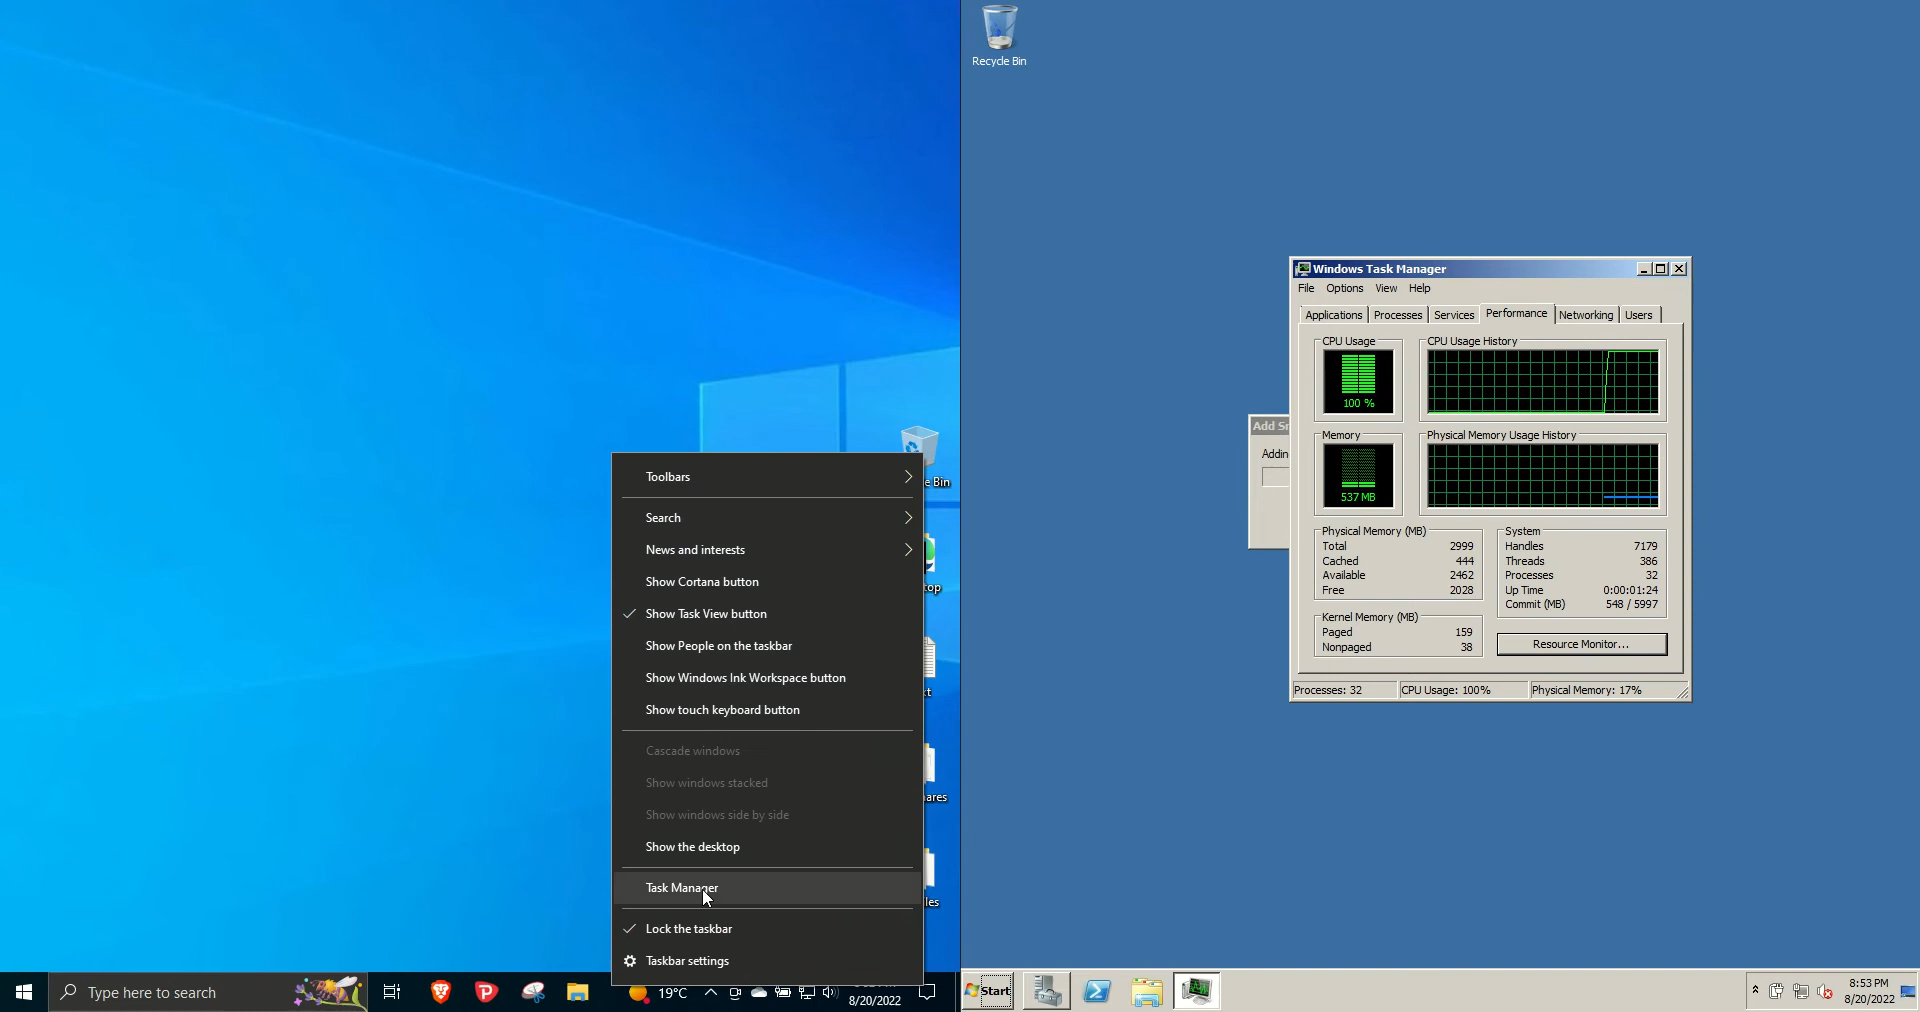 Recycle Bin
e Bin
top
ares
les
Toolbars
Search
News and interests
Show Cortana button
Show Task View button
Show People on the taskbar
Show Windows Ink Workspace button
Show touch keyboard button
Cascade windows
Show windows stacked
Show windows side by side
Show the desktop
Task Manager
Lock the taskbar
Taskbar settings
Type here to search
19°C
8/20/2022
Add Sn
Addin
Windows Task Manager
File Options View Help
Applications Processes Services Performance Networking Users
CPU Usage
100 %
CPU Usage History
Memory
537 MB
Physical Memory Usage History
Physical Memory (MB)
Total 2999
Cached 444
Available 2462
Free 2028
Kernel Memory (MB)
Paged 159
Nonpaged 38
System
Handles 7179
Threads 386
Processes 32
Up Time 0:00:01:24
Commit (MB) 548 / 5997
Resource Monitor...
Processes: 32 CPU Usage: 100% Physical Memory: 17%
Start
8:53 PM
8/20/2022